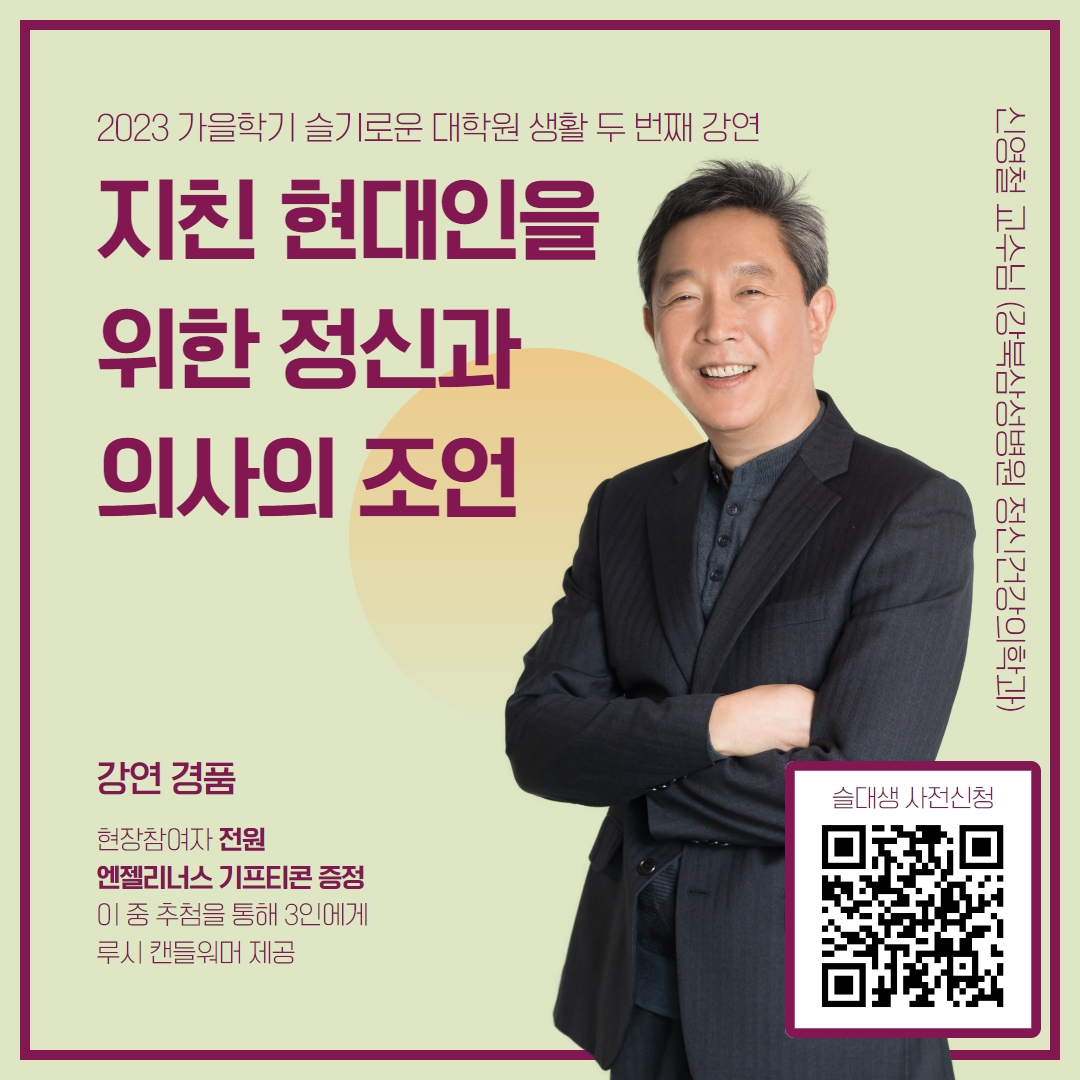 2023 가을학기 슬기로운 대학원 생활 두 번째 강연
지친 현대인을
위한 정신과
의사의 조언
신영철 교수님 (강북삼성병원 정신건강의학과)
강연 경품
현장참여자 전원
엔젤리너스 기프티콘 증정
이 중 추첨을 통해 3인에게
루시 캔들워머 제공
슬대생 사전신청